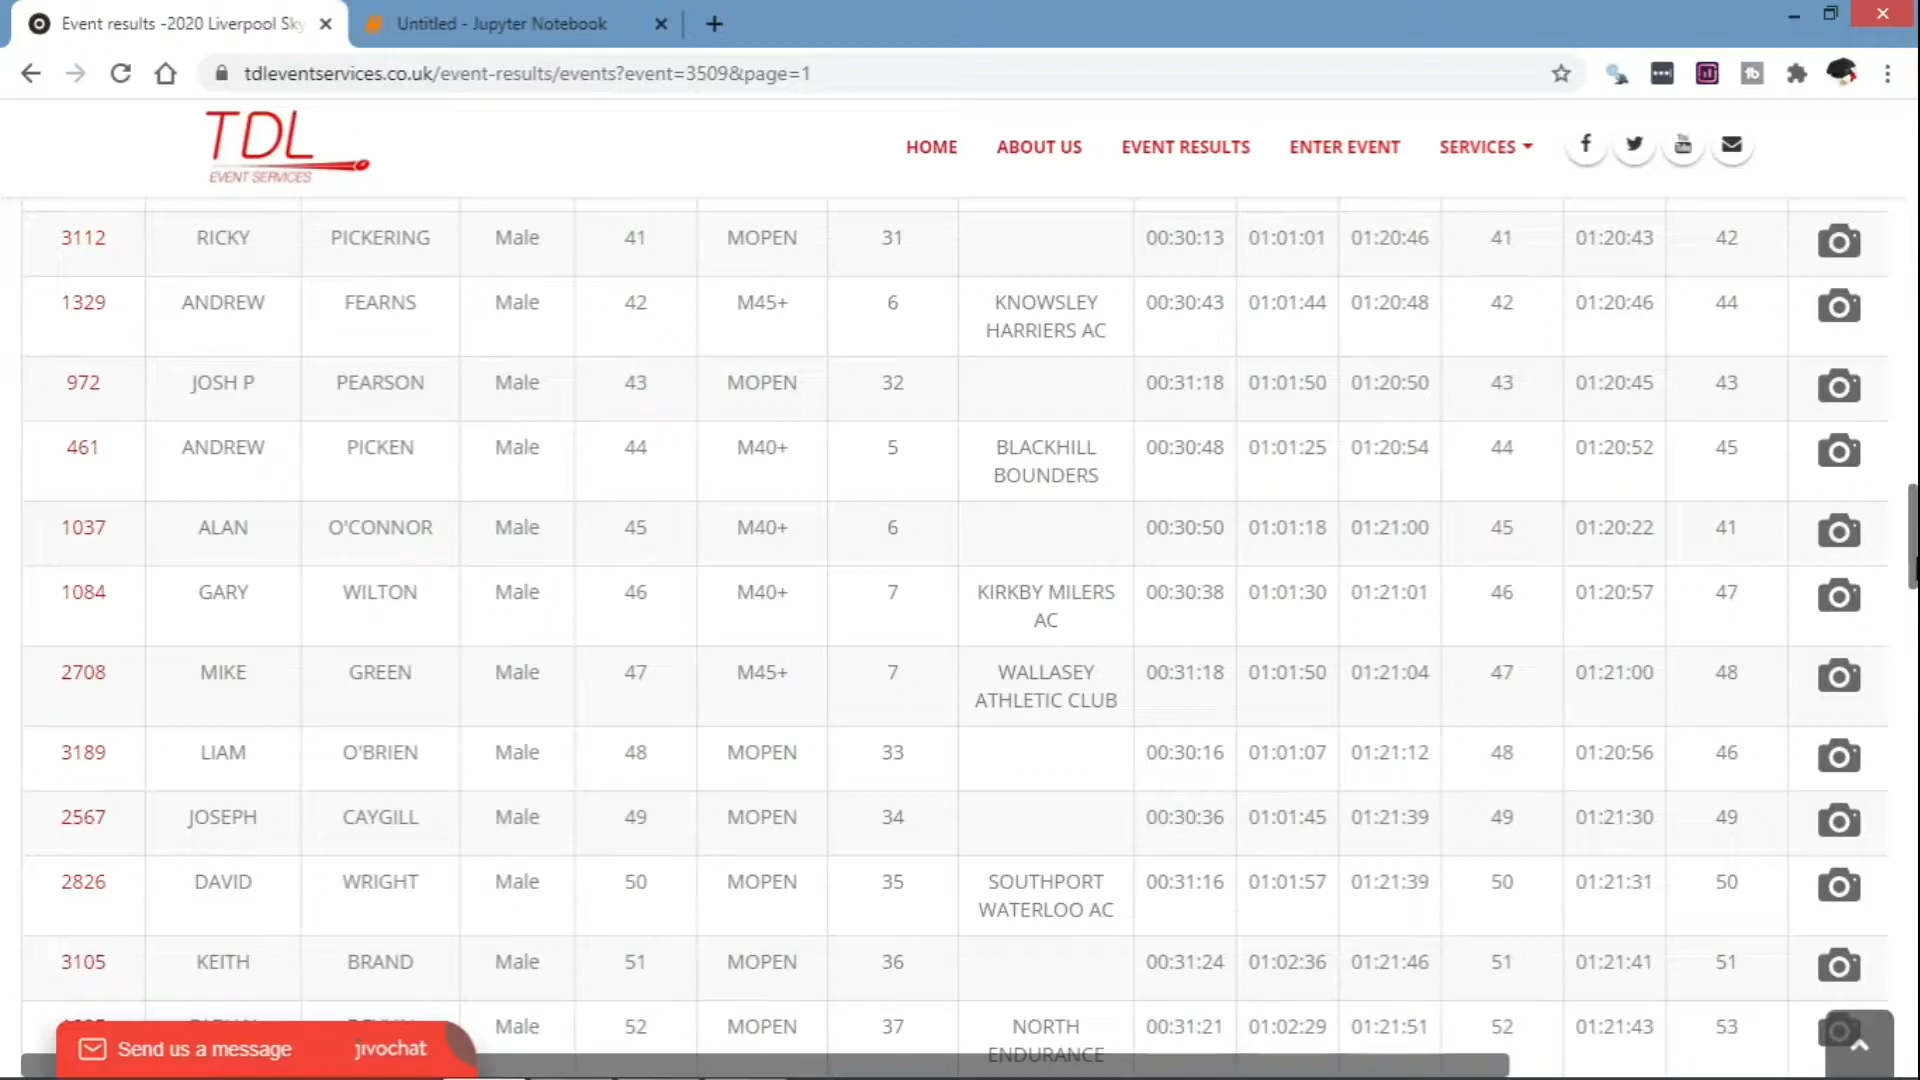 Event results -2020 Liverpool Sky
Untitled - Jupyter Notebook
tdleventservices.co.uk/event-results/events?event=3509&page=1
TDL
EVENT SERVICES
HOME ABOUT US EVENT RESULTS ENTER EVENT SERVICES
3112 RICKY PICKERING Male 41 MOPEN 31 00:30:13 01:01:01 01:20:46 41 01:20:43 42
1329 ANDREW FEARNS Male 42 M45+ 6 KNOWSLEY 00:30:43 01:01:44 01:20:48 42 01:20:46 44
HARRIERS AC
972 JOSH P PEARSON Male 43 MOPEN 32 00:31:18 01:01:50 01:20:50 43 01:20:45 43
461 ANDREW PICKEN Male 44 M40+ 5 BLACKHILL 00:30:48 01:01:25 01:20:54 44 01:20:52 45
BOUNDERS
1037 ALAN O'CONNOR Male 45 M40+ 6 00:30:50 01:01:18 01:21:00 45 01:20:22 41
1084 GARY WILTON Male 46 M40+ 7 KIRKBY MILERS 00:30:38 01:01:30 01:21:01 46 01:20:57 47
AC
2708 MIKE GREEN Male 47 M45+ 7 WALLASEY 00:31:18 01:01:50 01:21:04 47 01:21:00 48
ATHLETIC CLUB
3189 LIAM O'BRIEN Male 48 MOPEN 33 00:30:16 01:01:07 01:21:12 48 01:20:56 46
2567 JOSEPH CAYGILL Male 49 MOPEN 34 00:30:36 01:01:45 01:21:39 49 01:21:30 49
2826 DAVID WRIGHT Male 50 MOPEN 35 SOUTHPORT 00:31:16 01:01:57 01:21:39 50 01:21:31 50
WATERLOO AC
3105 KEITH BRAND Male 51 MOPEN 36 00:31:24 01:02:36 01:21:46 51 01:21:41 51
Male 52 MOPEN 37 NORTH 00:31:21 01:02:29 01:21:51 52 01:21:43 53
ENDURANCE
Send us a message jivochat